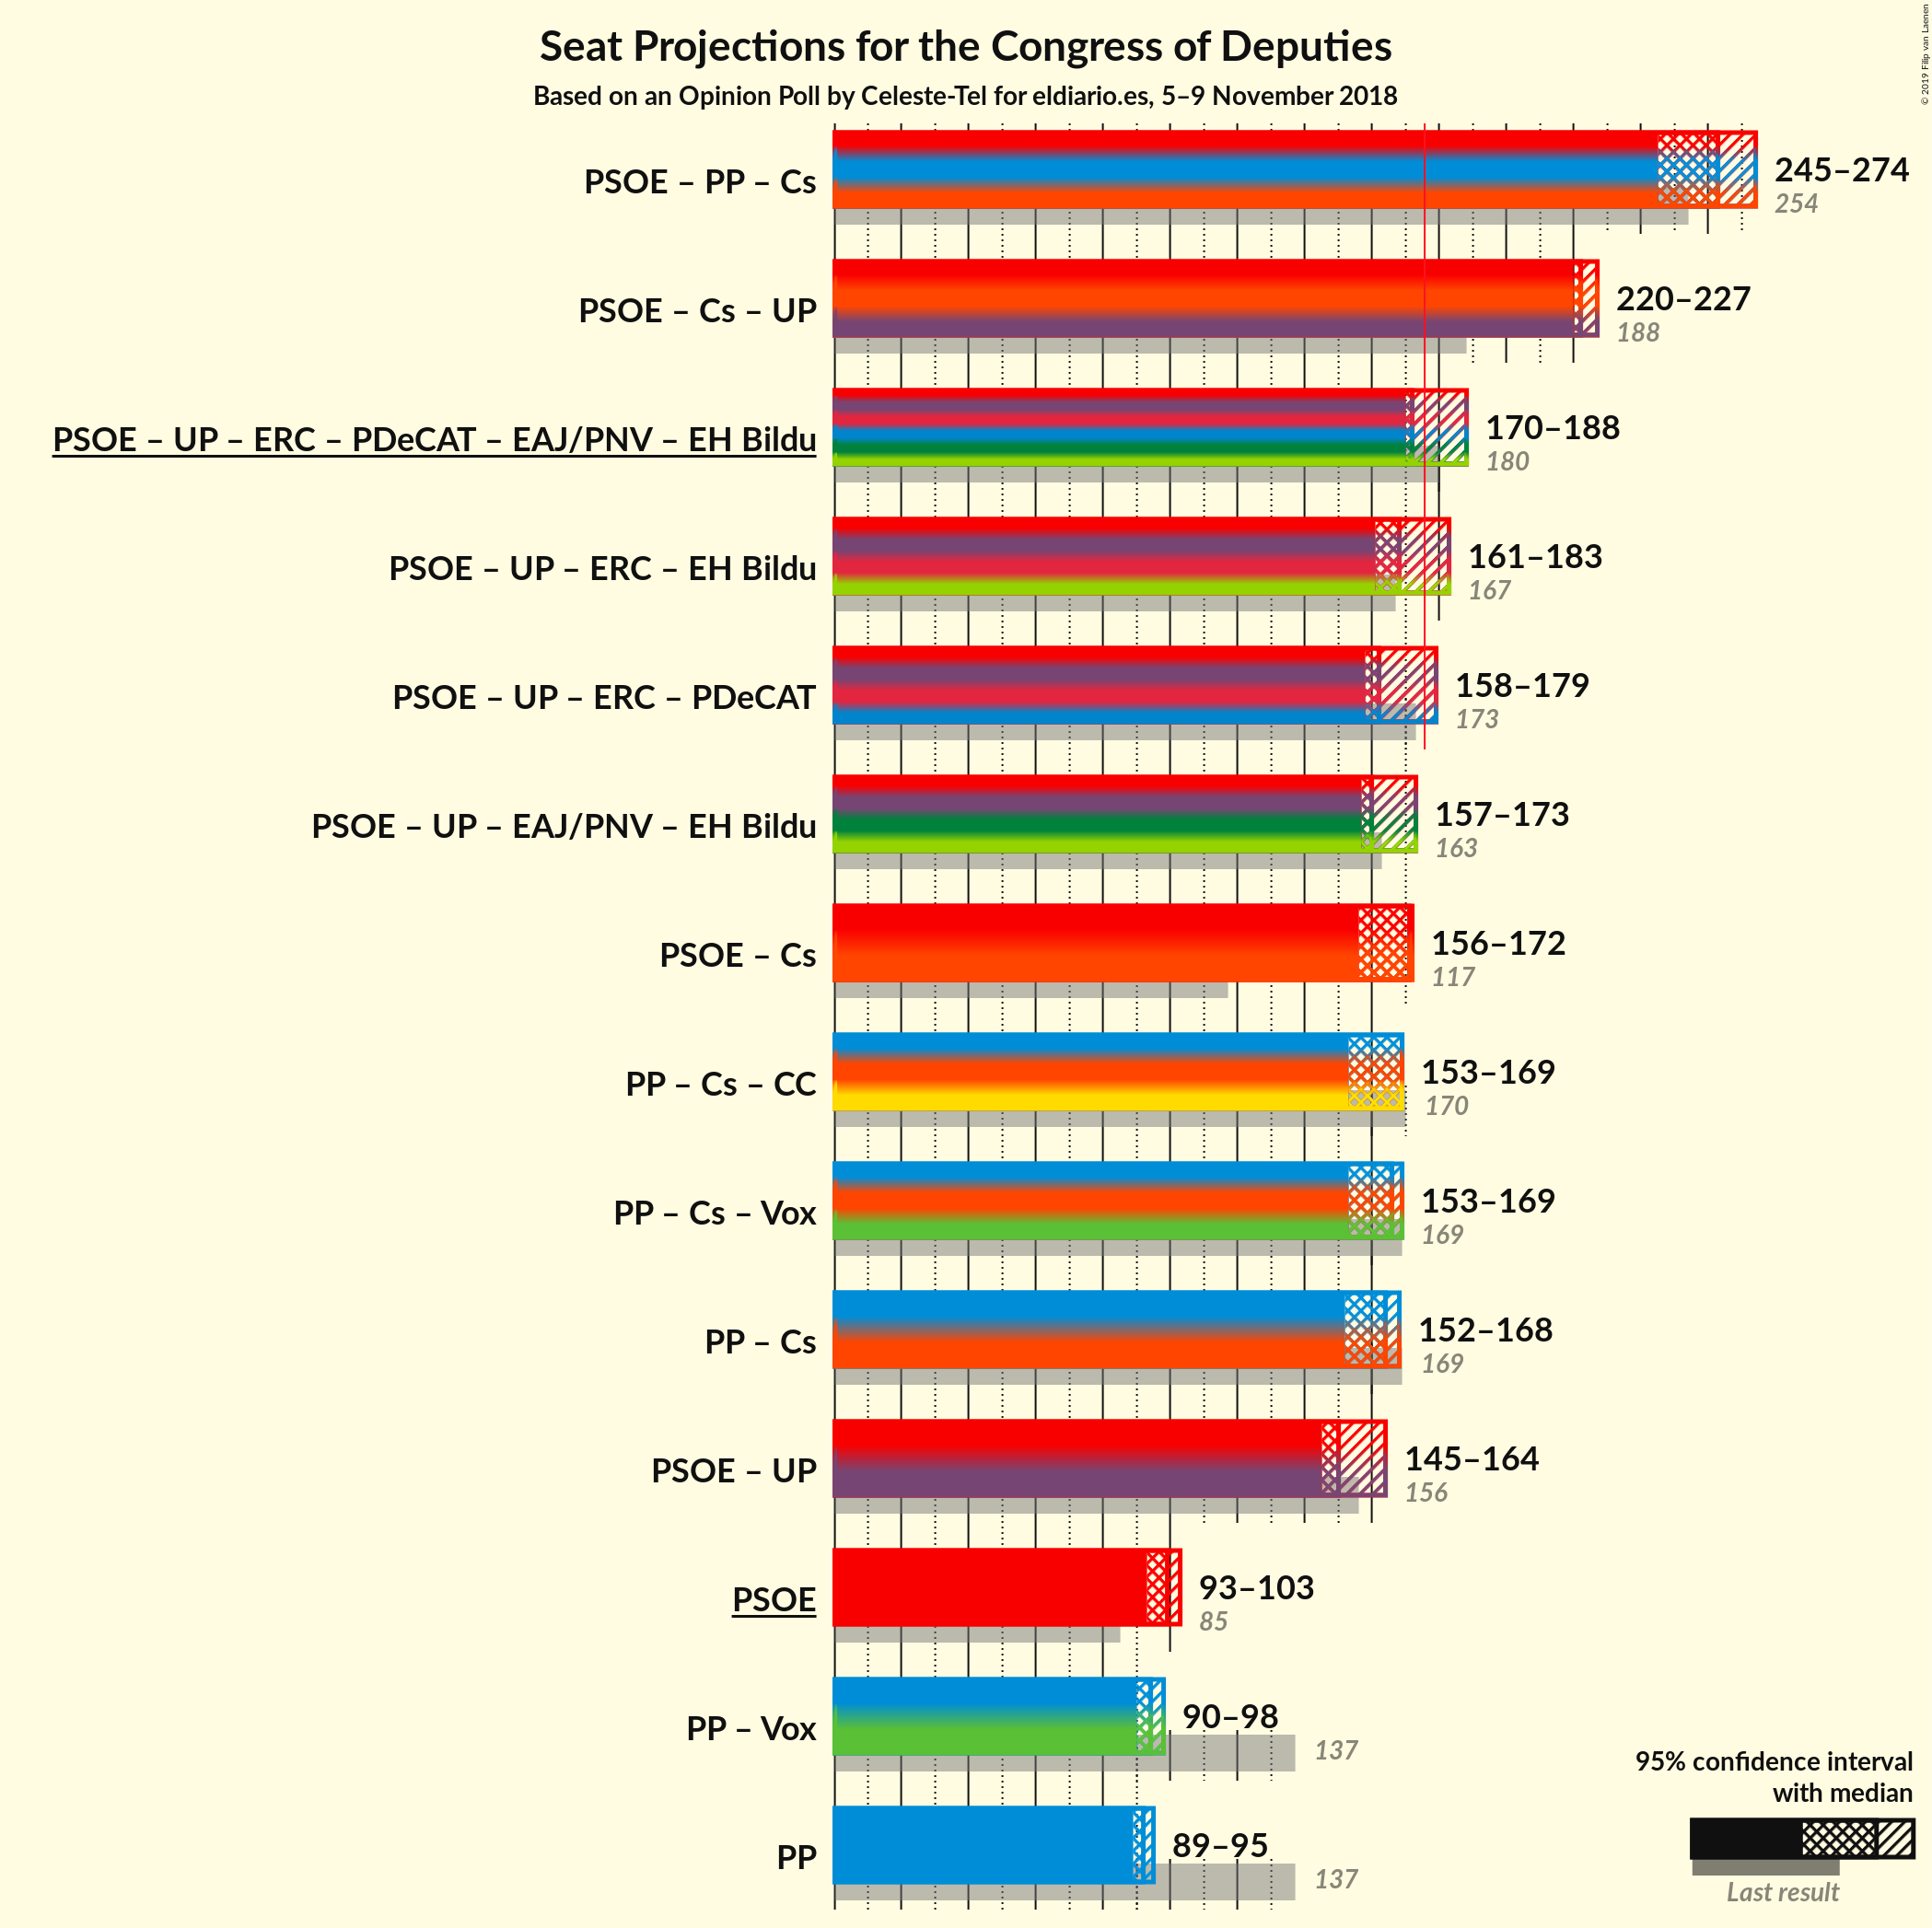 Seat Projections for the Congress of Deputies
Based on an Opinion Poll by Celeste-Tel for eldiario.es, 5–9 November 2018
© 2019 Filip van Laenen
PSOE – PP – Cs
245–274
254
PSOE – Cs – UP
220–227
188
PSOE – UP – ERC – PDeCAT – EAJ/PNV – EH Bildu
170–188
180
PSOE – UP – ERC – EH Bildu
161–183
167
PSOE – UP – ERC – PDeCAT
158–179
173
PSOE – UP – EAJ/PNV – EH Bildu
157–173
163
PSOE – Cs
156–172
117
PP – Cs – CC
153–169
170
PP – Cs – Vox
153–169
169
PP – Cs
152–168
169
PSOE – UP
145–164
156
PSOE
93–103
85
PP – Vox
90–98
137
PP
89–95
137
95% confidence interval
with median
Last result